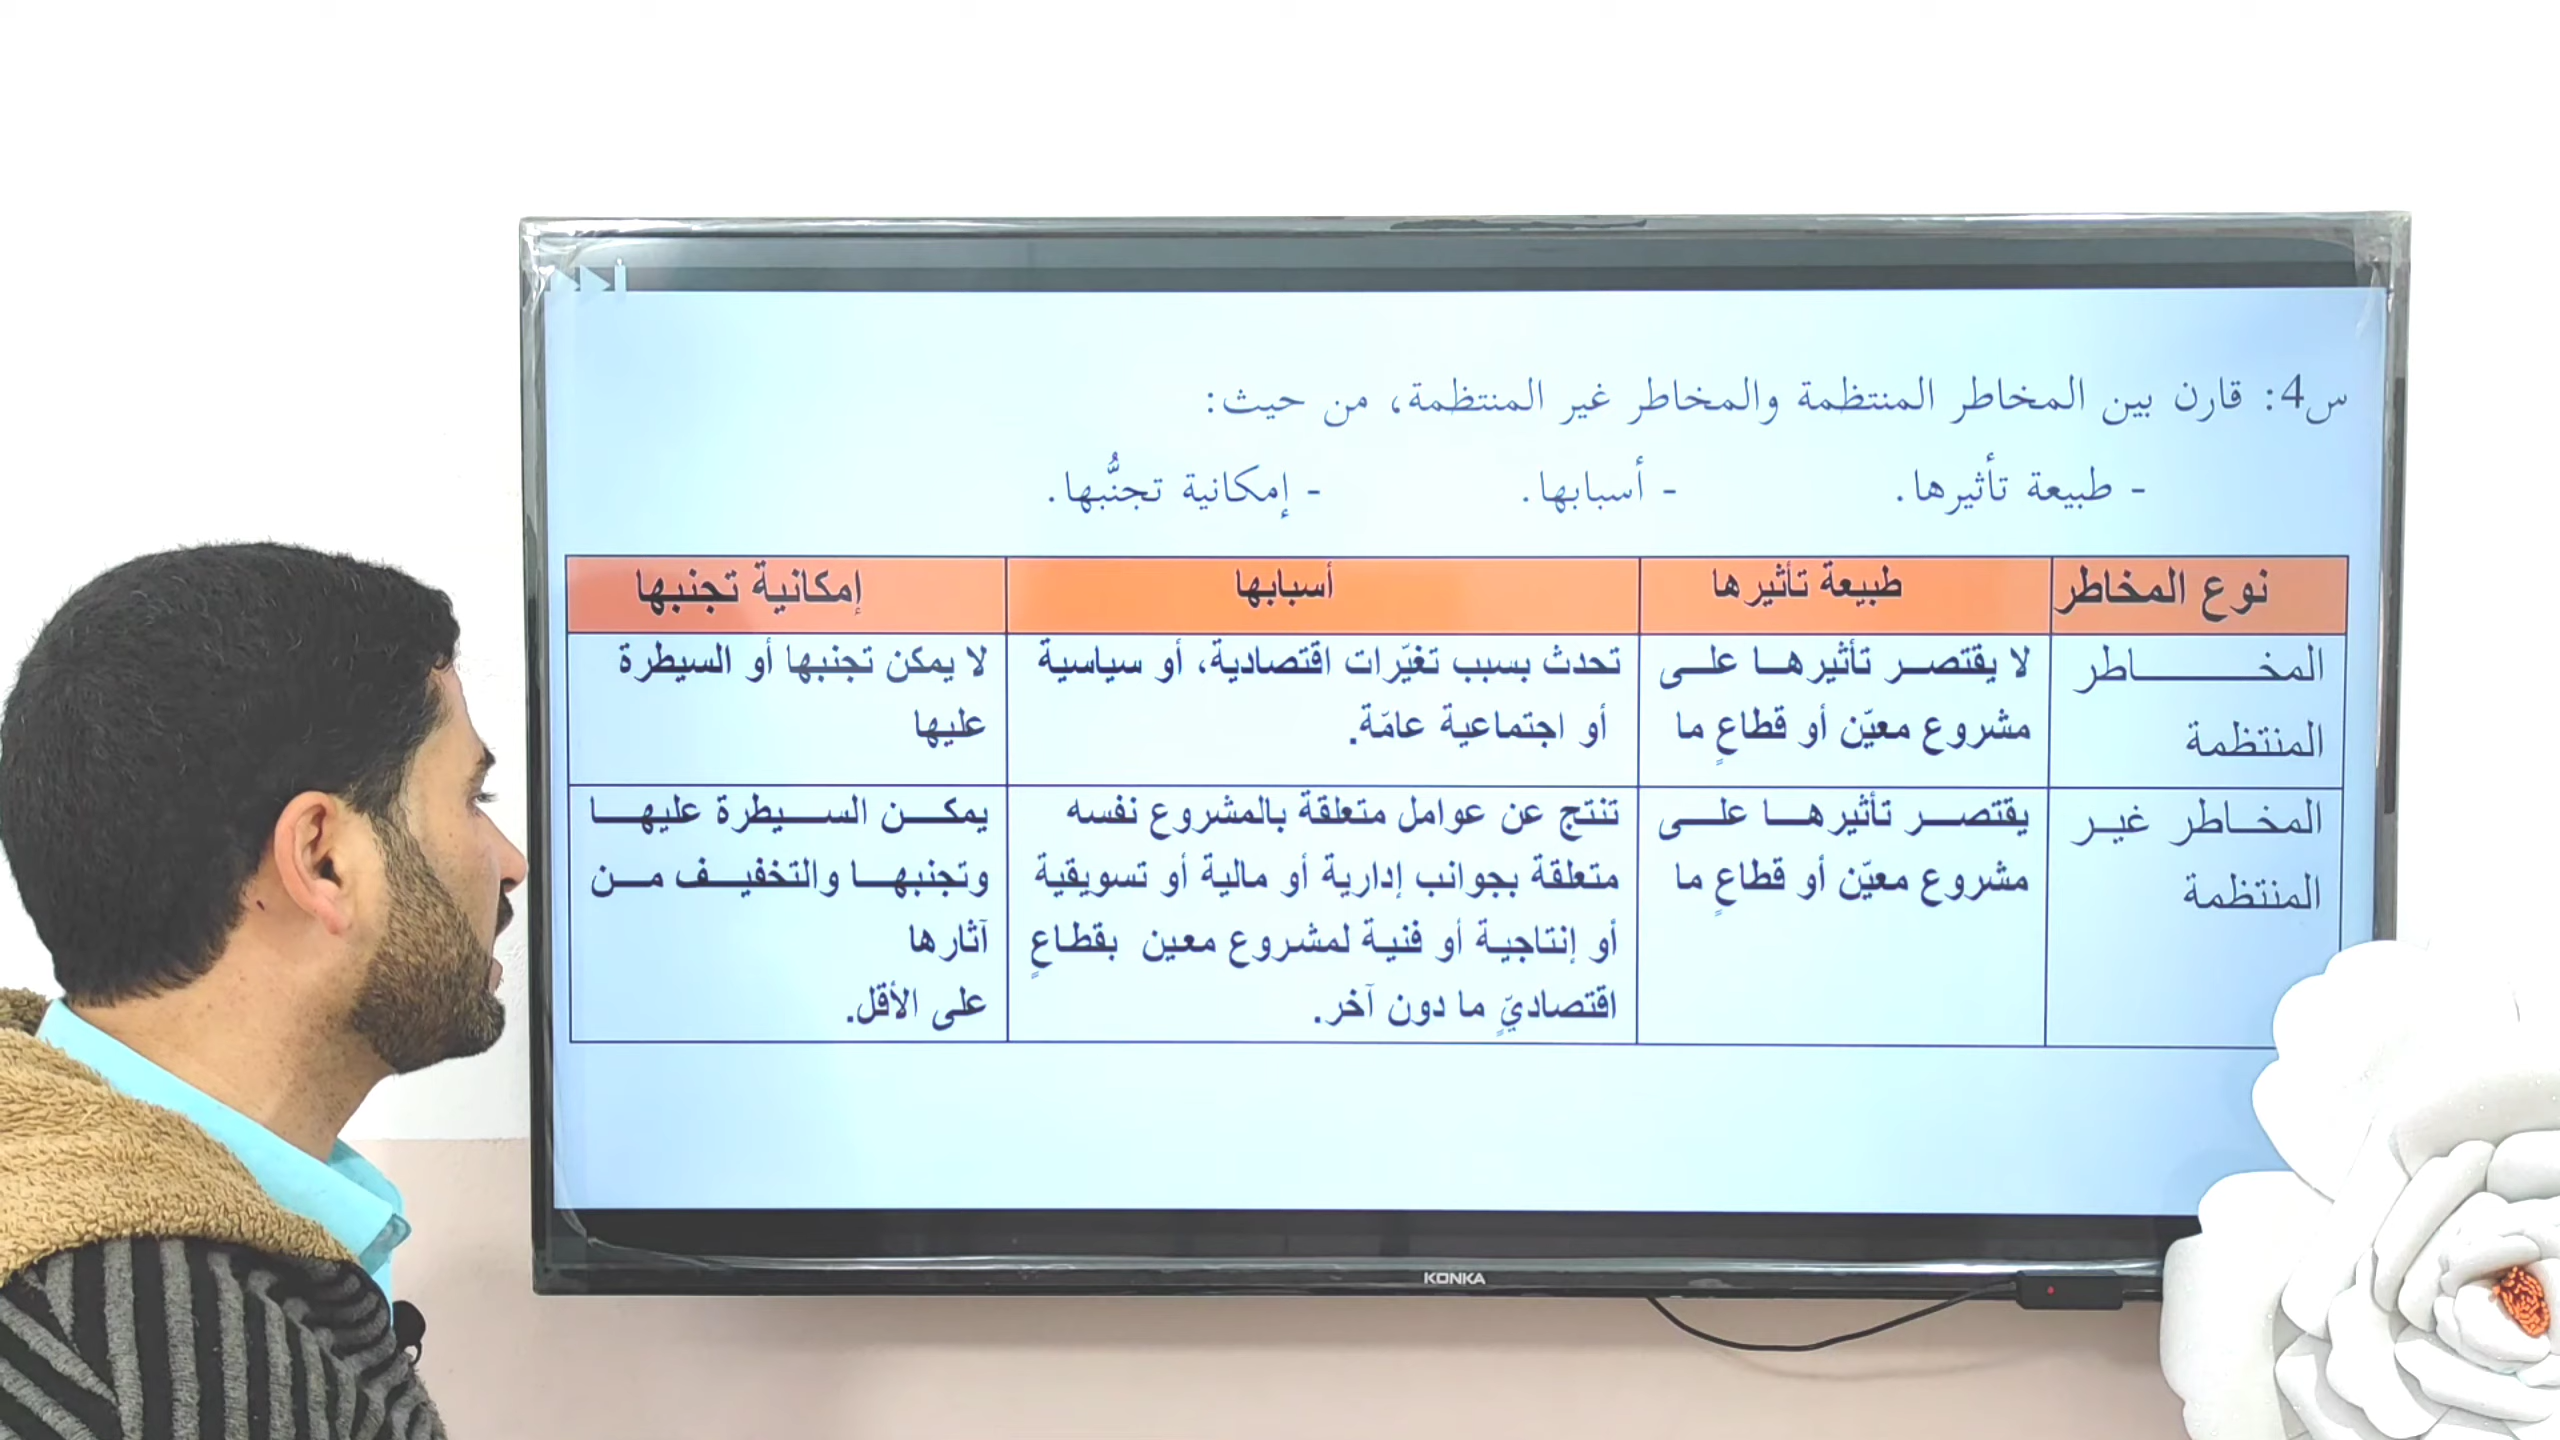 س4: قارن بين المخاطر المنتظمة والمخاطر غير المنتظمة، من حيث:
- طبيعة تأثيرها. - أسبابها. - إمكانية تجنُّبها.
نوع المخاطر
طبيعة تأثيرها
أسبابها
إمكانية تجنبها
المخــــــــاطر
المنتظمة
لا يقتصر تأثيرها على
مشروع معيّن أو قطاعٍ ما
تحدث بسبب تغيّرات اقتصادية، أو سياسية
أو اجتماعية عامّة.
لا يمكن تجنبها أو السيطرة
عليها
المخاطر غير
المنتظمة
يقتصر تأثيرها على
مشروع معيّن أو قطاعٍ ما
تنتج عن عوامل متعلقة بالمشروع نفسه
متعلقة بجوانب إدارية أو مالية أو تسويقية
أو إنتاجية أو فنية لمشروع معين بقطاعٍ
اقتصاديٍّ ما دون آخر.
يمكن السيطرة عليها
وتجنبها والتخفيف من
آثارها
على الأقل.
KONKA